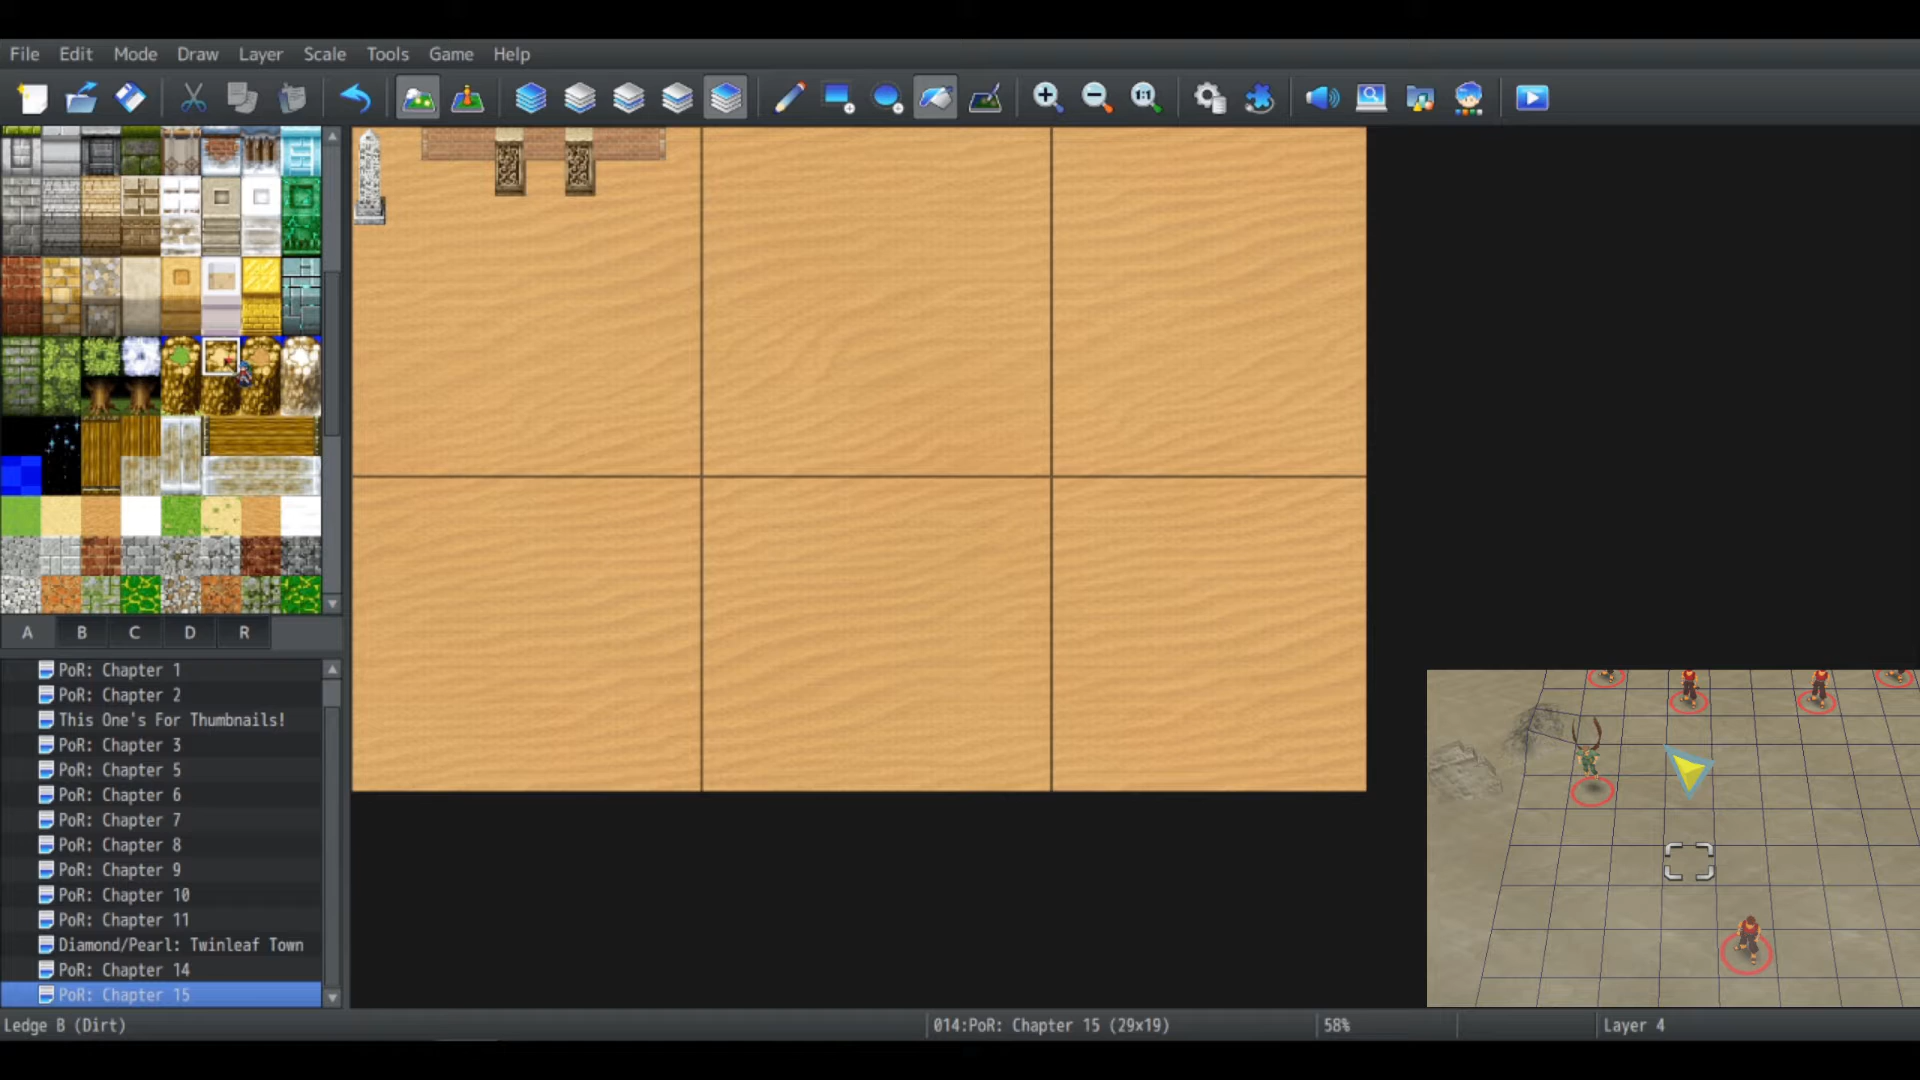 File Edit Mode Draw Layer Scale Tools Game Help
1:1
A B C D R
PoR: Chapter 1
PoR: Chapter 2
This One's For Thumbnails!
PoR: Chapter 3
PoR: Chapter 5
PoR: Chapter 6
PoR: Chapter 7
PoR: Chapter 8
PoR: Chapter 9
PoR: Chapter 10
PoR: Chapter 11
Diamond/Pearl: Twinleaf Town
PoR: Chapter 14
PoR: Chapter 15
Ledge B (Dirt) 014:PoR: Chapter 15 (29x19) 58% Layer 4